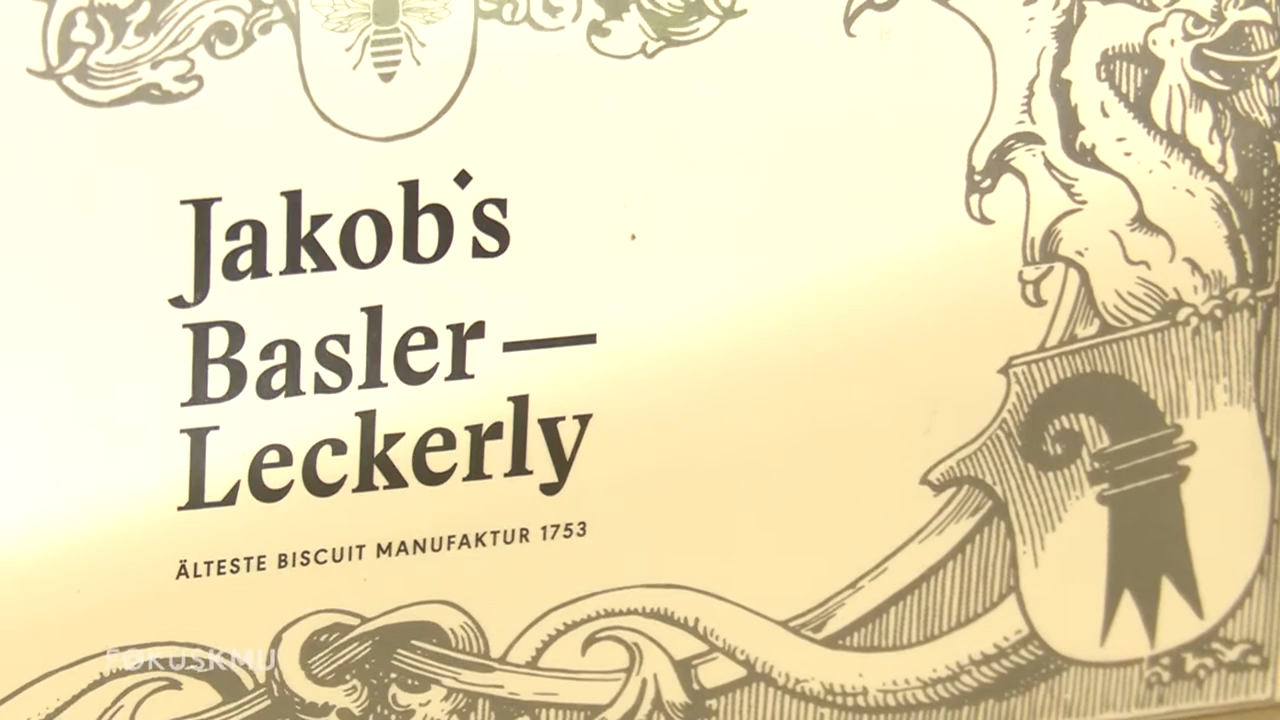 Jakob's
Basler—
Leckerly
ÄLTESTE BISCUIT MANUFAKTUR 1753
FOKUSKMU